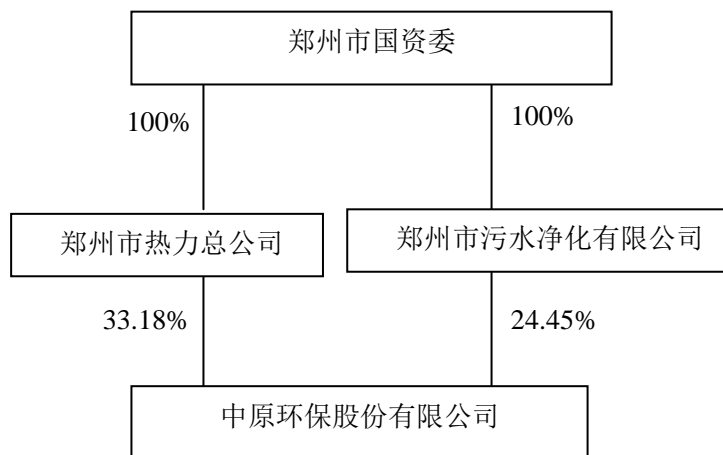 郑州市国资委
100%
100%
郑州市热力总公司
郑州市污水净化有限公司
33.18%
24.45%
中原环保股份有限公司